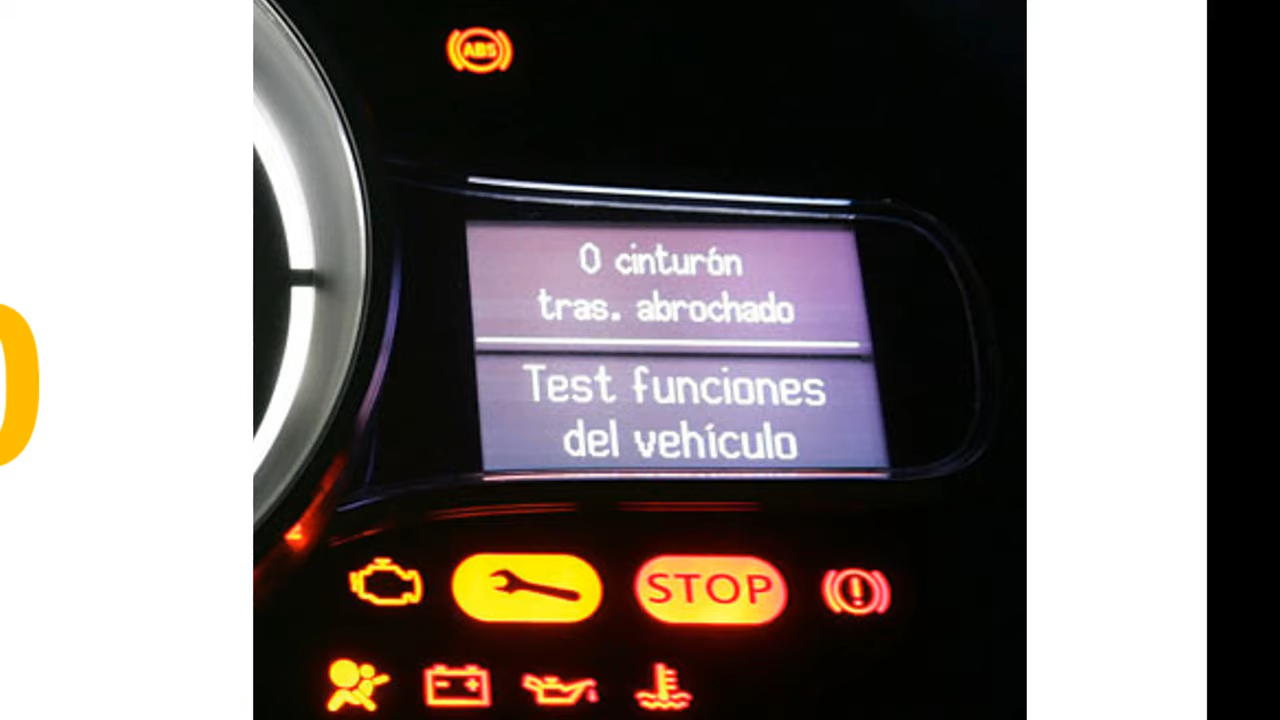 ABS
0 cinturón
tras. abrochado
Test funciones
del vehículo
STOP